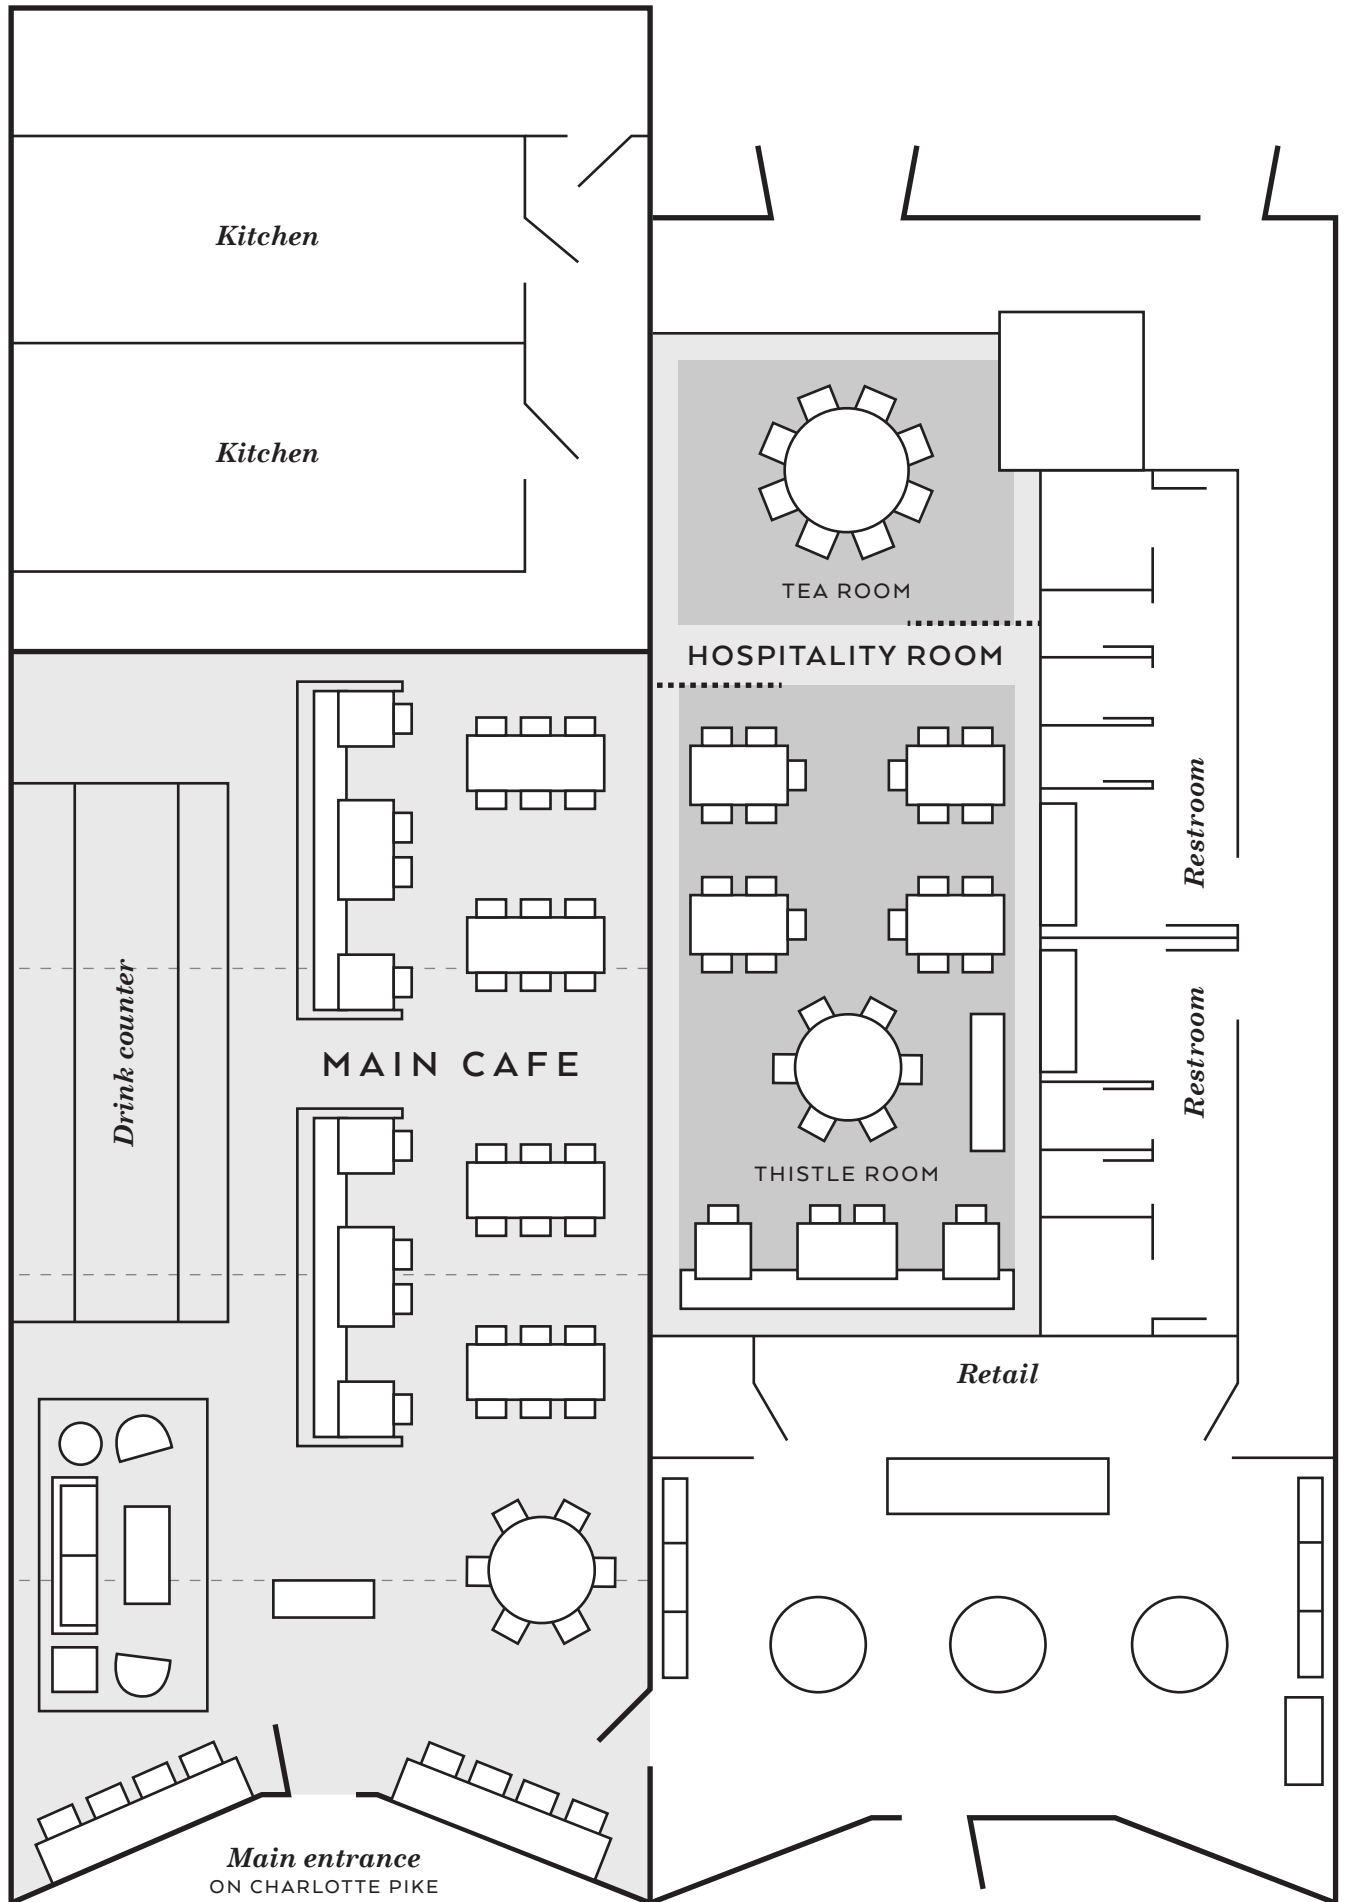 Kitchen
Kitchen
TEA ROOM
HOSPITALITY ROOM
Restroom
Drink counter
MAIN CAFE
Restroom
THISTLE ROOM
Retail
Main entrance
ON CHARLOTTE PIKE